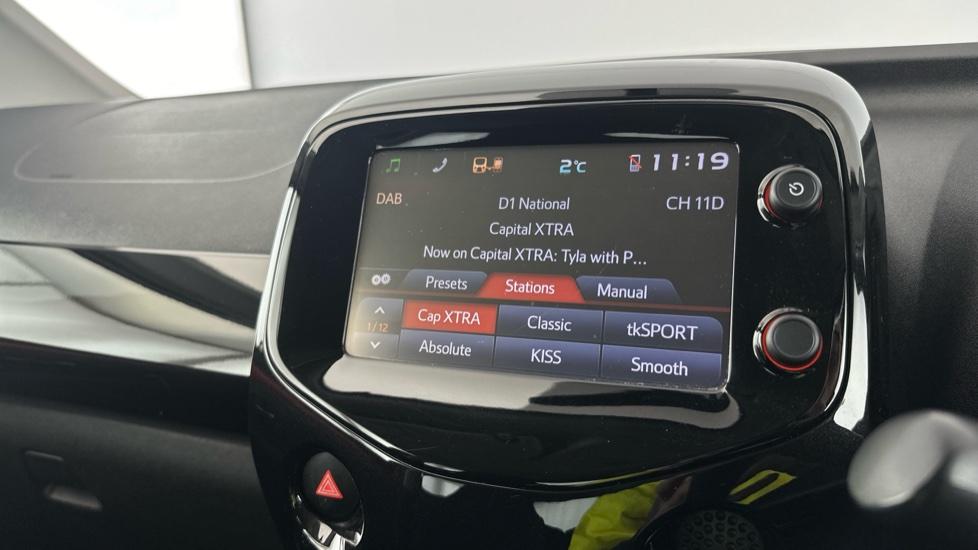 2°C 11:19
DAB D1 National CH 11D
Capital XTRA
Now on Capital XTRA: Tyla with P...
Presets Stations Manual
1/12 Cap XTRA Classic tkSPORT
Absolute KISS Smooth